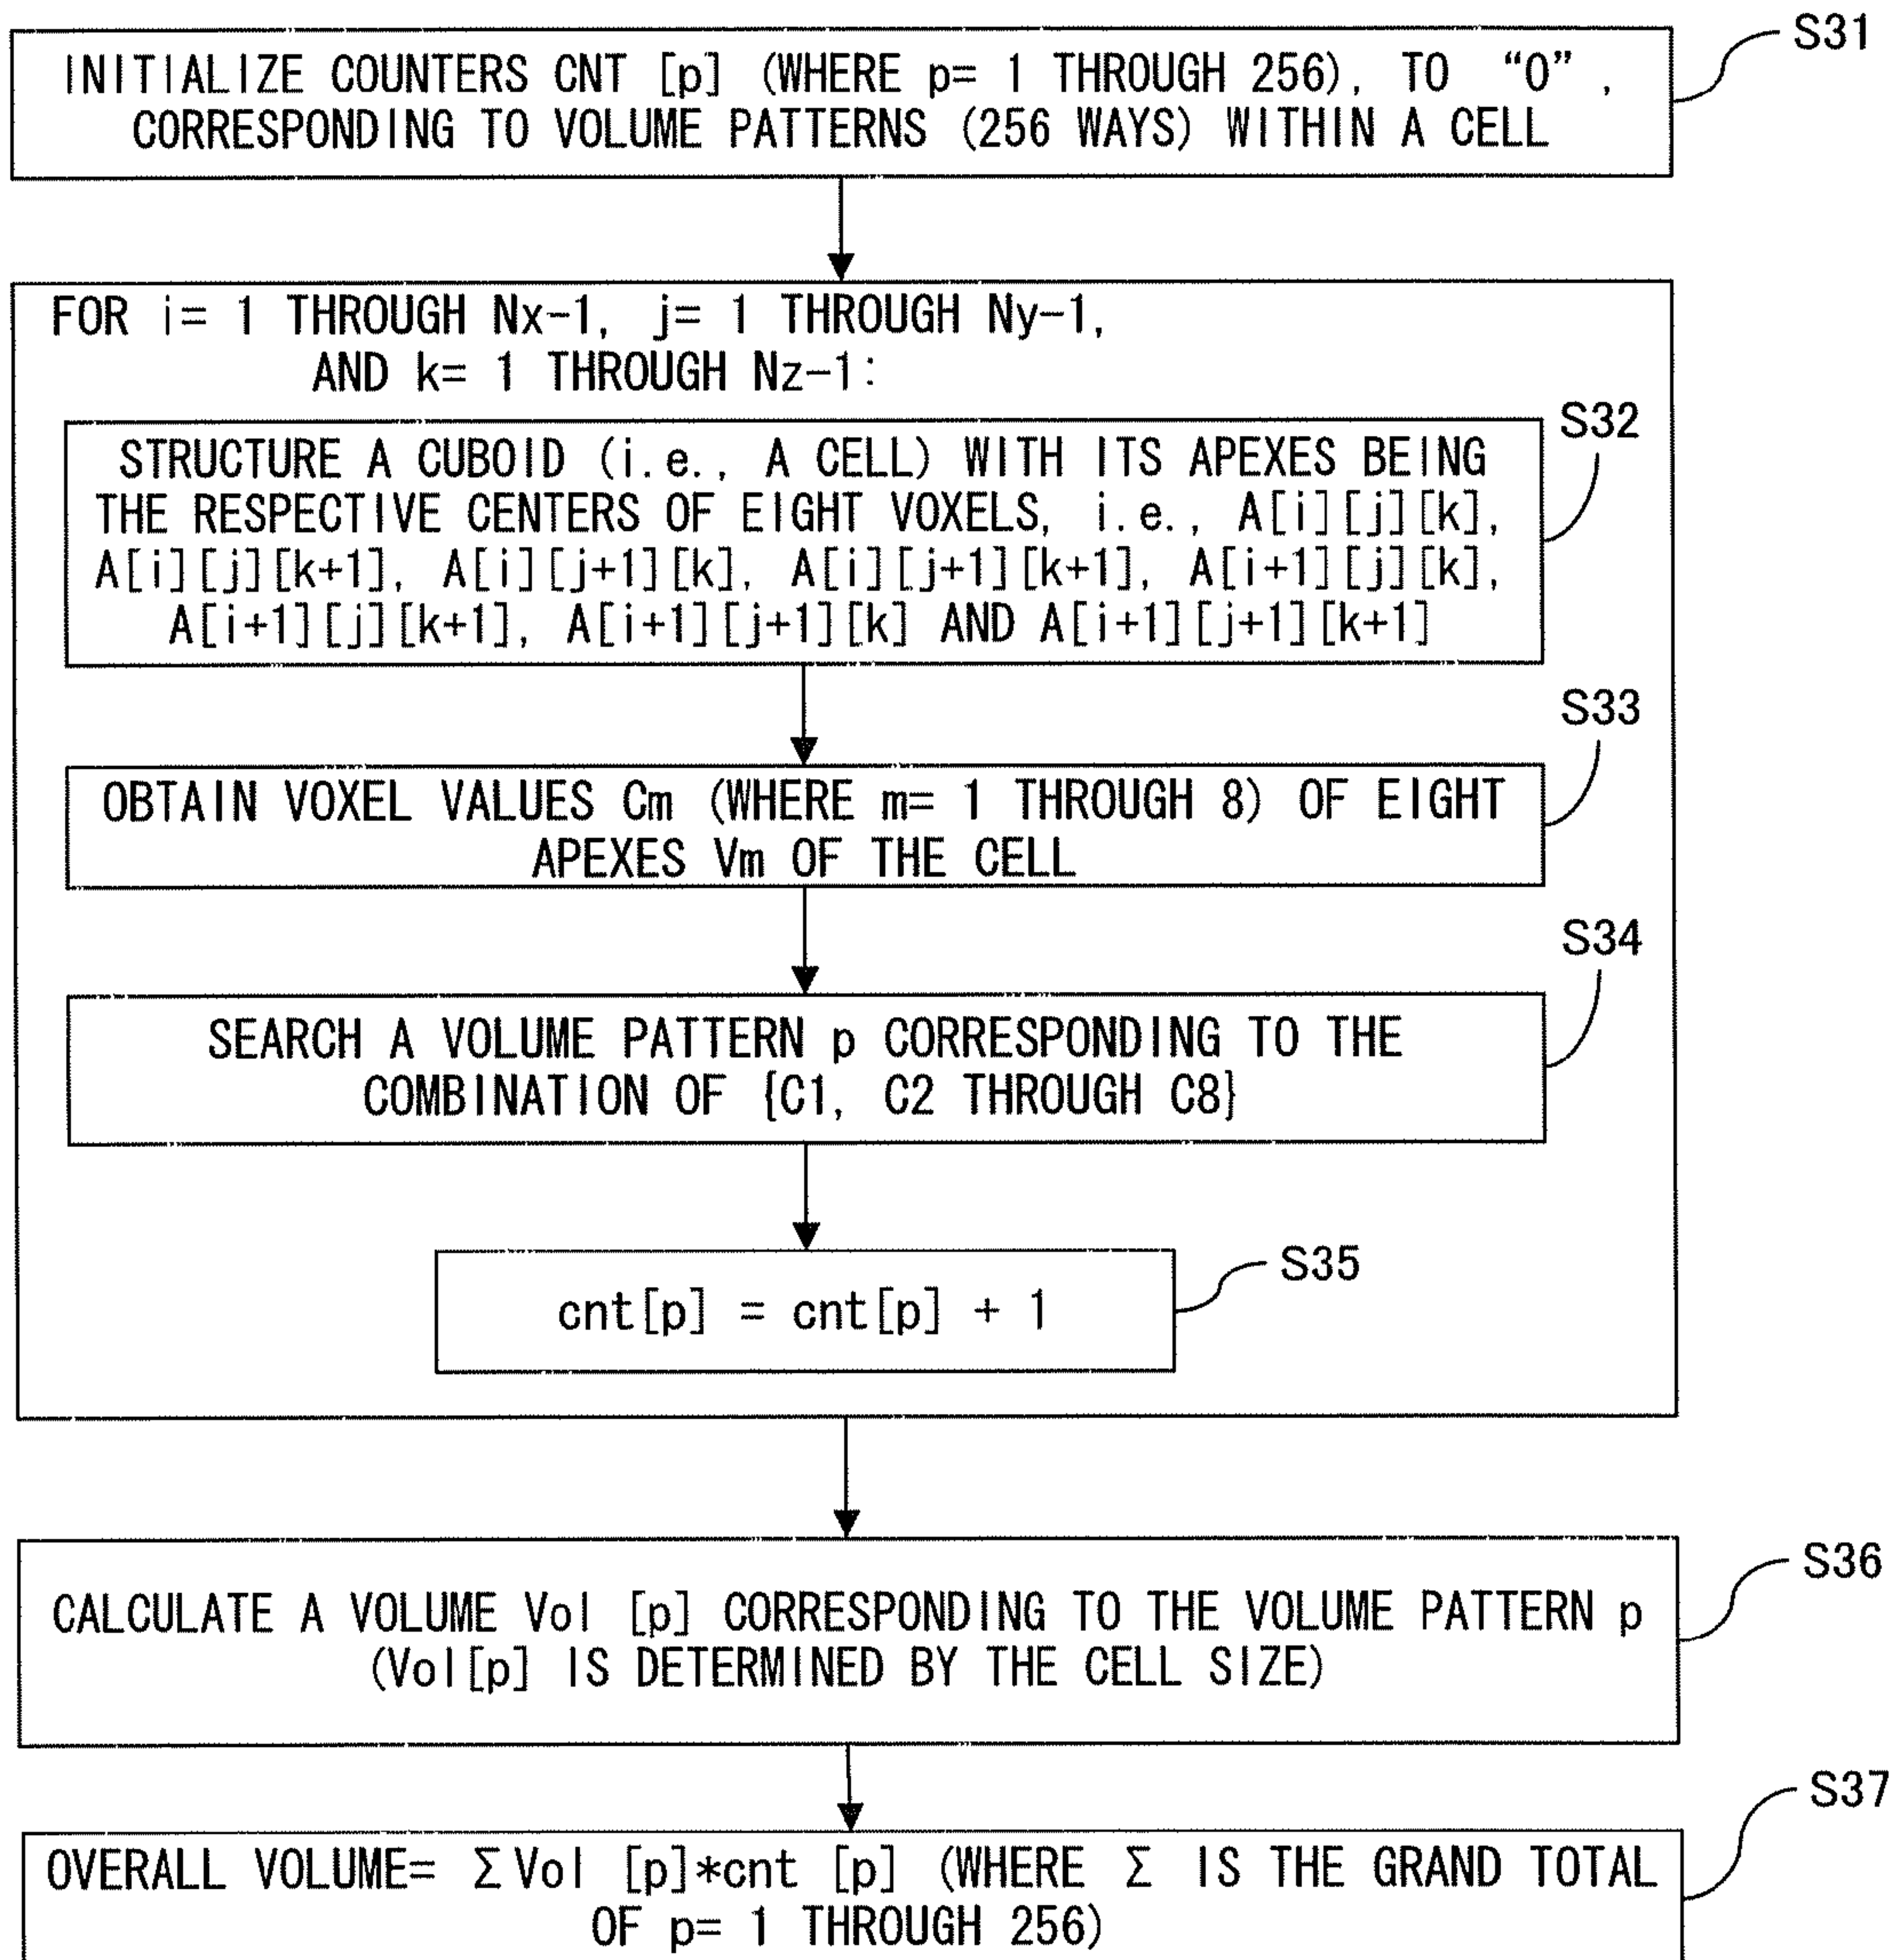 S31
INITIALIZE COUNTERS CNT [p] (WHERE p= 1 THROUGH 256), TO "0",
CORRESPONDING TO VOLUME PATTERNS (256 WAYS) WITHIN A CELL
FOR i= 1 THROUGH Nx-1, j= 1 THROUGH Ny-1,
AND k= 1 THROUGH Nz-1:
S32
STRUCTURE A CUBOID (i.e., A CELL) WITH ITS APEXES BEING
THE RESPECTIVE CENTERS OF EIGHT VOXELS, i.e., A[i][j][k],
A[i][j][k+1], A[i][j+1][k], A[i][j+1][k+1], A[i+1][j][k],
A[i+1][j][k+1], A[i+1][j+1][k] AND A[i+1][j+1][k+1]
S33
OBTAIN VOXEL VALUES Cm (WHERE m= 1 THROUGH 8) OF EIGHT
APEXES Vm OF THE CELL
S34
SEARCH A VOLUME PATTERN p CORRESPONDING TO THE
COMBINATION OF {C1, C2 THROUGH C8}
S35
cnt[p] = cnt[p] + 1
S36
CALCULATE A VOLUME Vol [p] CORRESPONDING TO THE VOLUME PATTERN p
(Vol[p] IS DETERMINED BY THE CELL SIZE)
S37
OVERALL VOLUME= ΣVol [p]*cnt [p] (WHERE Σ IS THE GRAND TOTAL
OF p= 1 THROUGH 256)